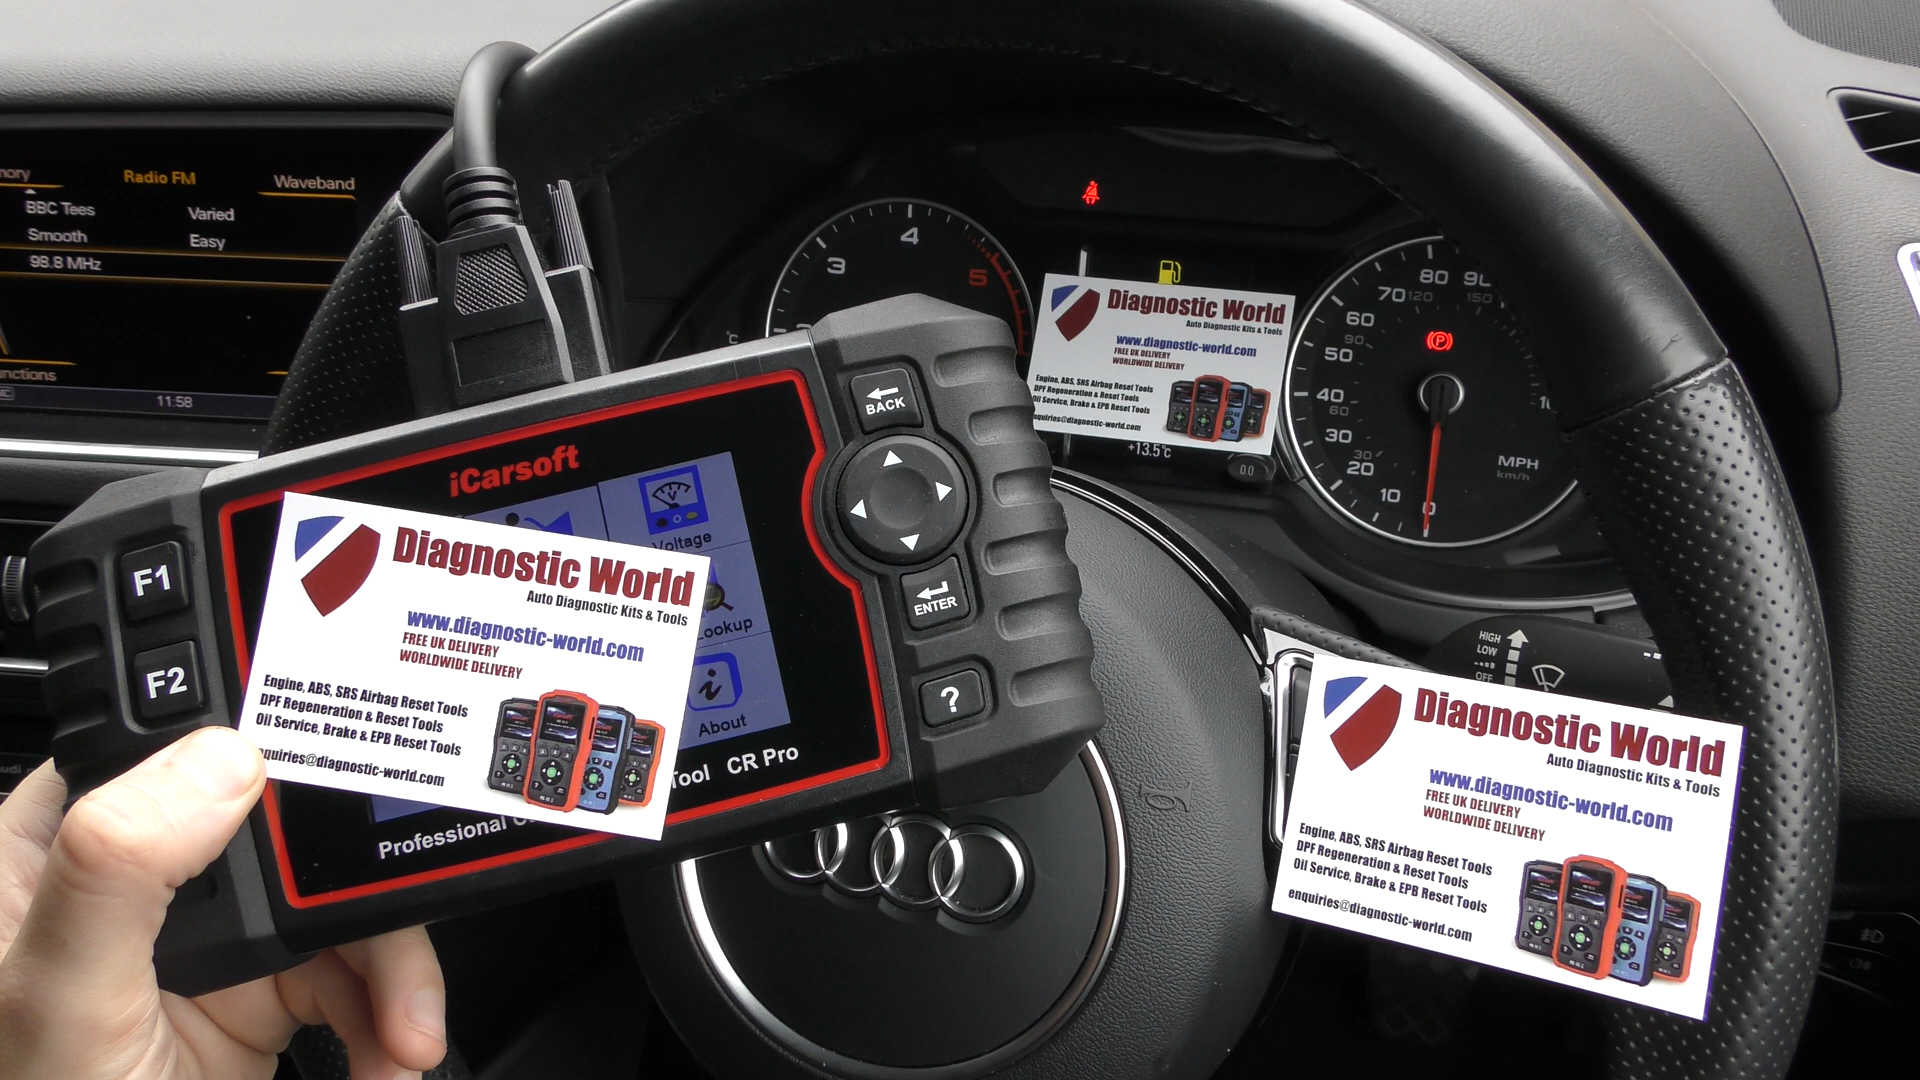 Radio FM
Waveband
BBC Tees
Varied
Smooth
Easy
98.8 MHz
11:58
iCarsoft
Voltage
Lookup
About
Tool CR Pro
Professional
F1
F2
BACK
ENTER
?
Diagnostic World
Auto Diagnostic Kits & Tools
www.diagnostic-world.com
FREE UK DELIVERY
WORLDWIDE DELIVERY
Engine, ABS, SRS Airbag Reset Tools
DPF Regeneration & Reset Tools
Oil Service, Brake & EPB Reset Tools
enquiries@diagnostic-world.com
3
4
5
°C
Diagnostic World
Auto Diagnostic Kits & Tools
www.diagnostic-world.com
FREE UK DELIVERY
WORLDWIDE DELIVERY
Engine, ABS, SRS Airbag Reset Tools
DPF Regeneration & Reset Tools
Oil Service, Brake & EPB Reset Tools
enquiries@diagnostic-world.com
+13.5°C
0.0
80
70
120
150
60
90
50
40
60
30
30
20
10
0
(P)
MPH
km/h
HIGH
LOW
OFF
Diagnostic World
Auto Diagnostic Kits & Tools
www.diagnostic-world.com
FREE UK DELIVERY
WORLDWIDE DELIVERY
Engine, ABS, SRS Airbag Reset Tools
DPF Regeneration & Reset Tools
Oil Service, Brake & EPB Reset Tools
enquiries@diagnostic-world.com